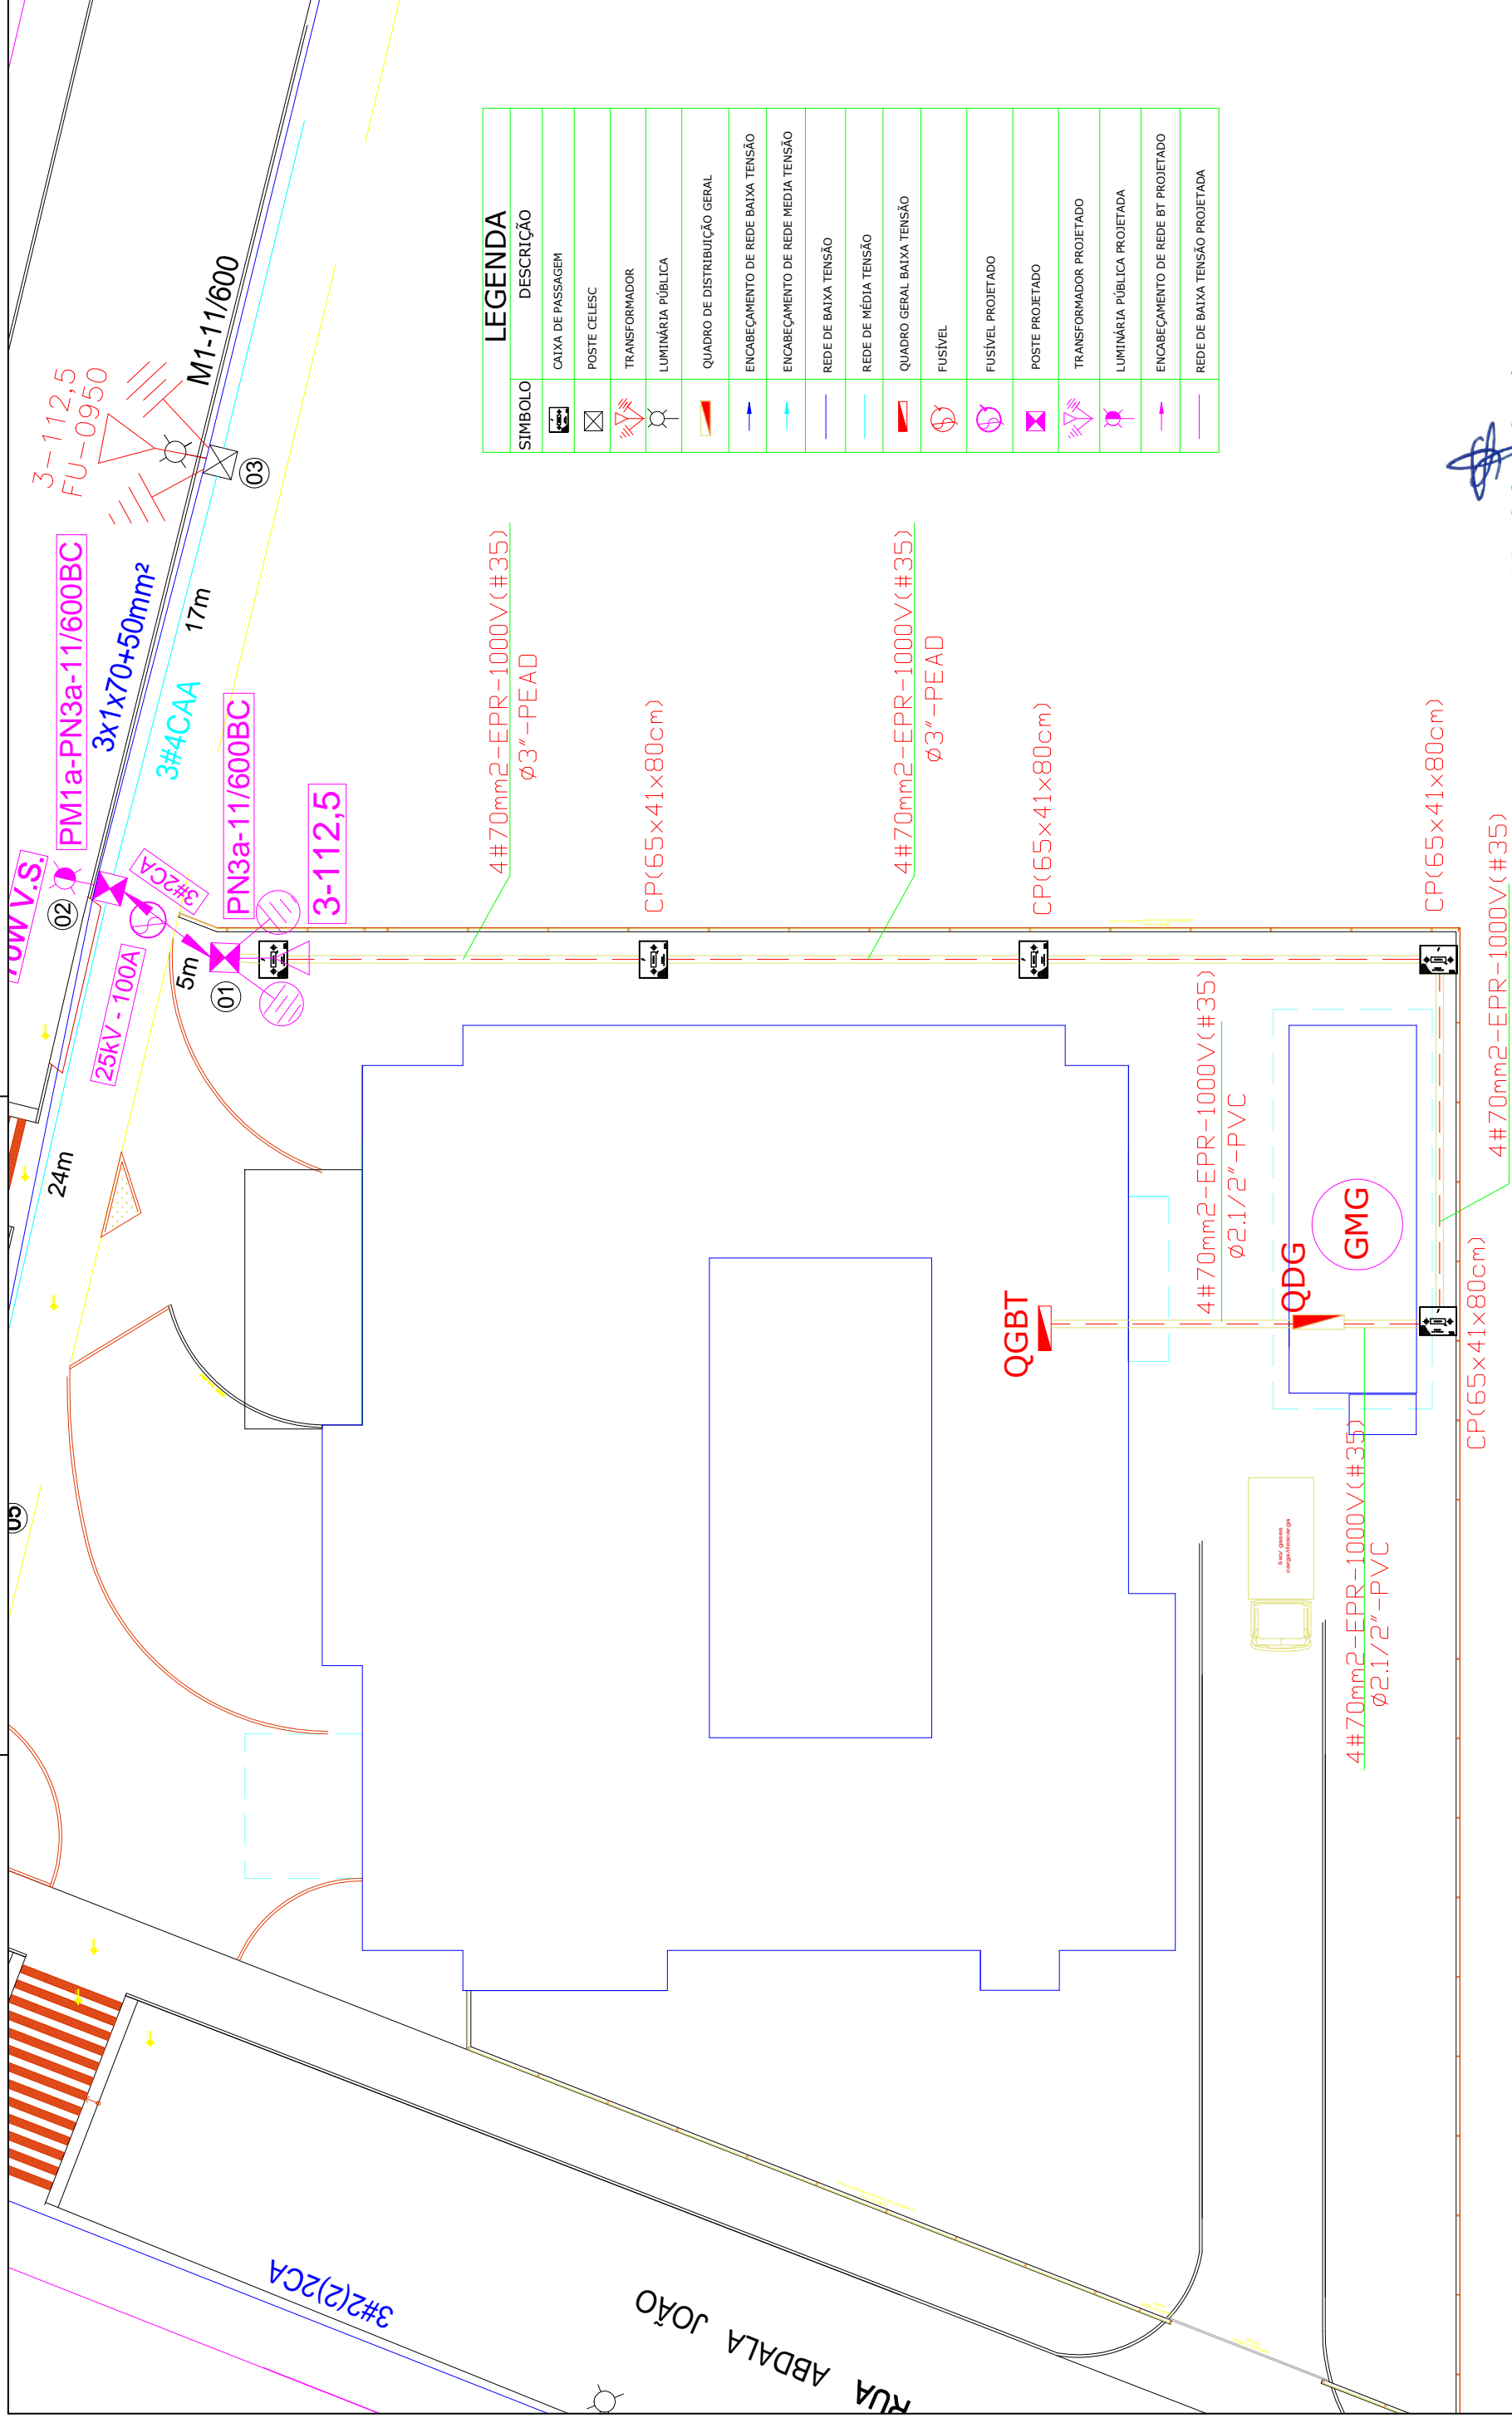 3-112,5
FU-0950
M1-11/600
03
PM1a-PN3a-11/600BC
3x1x70+50mm²
17m
3#4CAA
70W V.S.
02
3#2CA
PN3a-11/600BC
3-112,5
5m
01
25kV - 100A
24m
05
LEGENDA
SIMBOLO DESCRIÇÃO
CAIXA DE PASSAGEM
POSTE CELESC
TRANSFORMADOR
LUMINÁRIA PÚBLICA
QUADRO DE DISTRIBUIÇÃO GERAL
ENCABEÇAMENTO DE REDE BAIXA TENSÃO
ENCABEÇAMENTO DE REDE MEDIA TENSÃO
REDE DE BAIXA TENSÃO
REDE DE MÉDIA TENSÃO
QUADRO GERAL BAIXA TENSÃO
FUSÍVEL
FUSÍVEL PROJETADO
POSTE PROJETADO
TRANSFORMADOR PROJETADO
LUMINÁRIA PÚBLICA PROJETADA
ENCABEÇAMENTO DE REDE BT PROJETADO
REDE DE BAIXA TENSÃO PROJETADA
4#70mm2-EPR-1000V(#35)
Ø3"-PEAD
CP(65x41x80cm)
4#70mm2-EPR-1000V(#35)
Ø3"-PEAD
CP(65x41x80cm)
CP(65x41x80cm)
4#70mm2-EPR-1000V(#35)
4#70mm2-EPR-1000V(#35)
Ø2.1/2"-PVC
QGBT
QDG
GMG
CP(65x41x80cm)
4#70mm2-EPR-1000V(#35)
Ø2.1/2"-PVC
lixo/ gases
carga/descarga
3#2(2)2CA
RUA ABDALA JOÃO